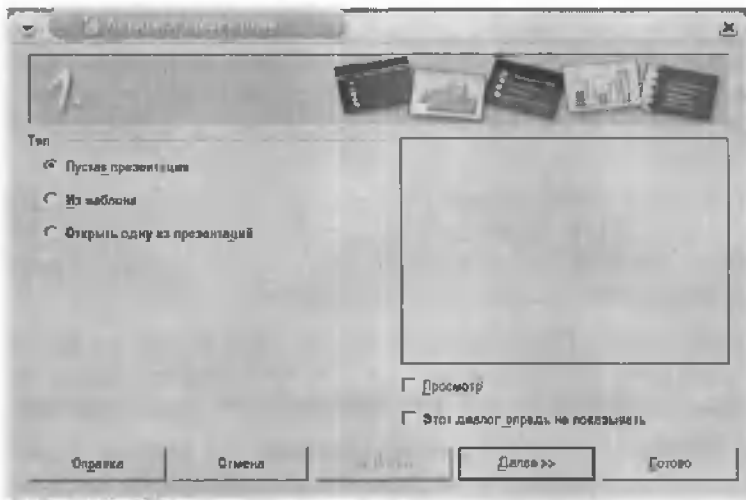 1.
Тип
Пустая презентация
Из шаблона
Открыть одну из презентаций
Просмотр
Этот диалог впредь не показывать
Справка
Отмена
Далее >>
Готово